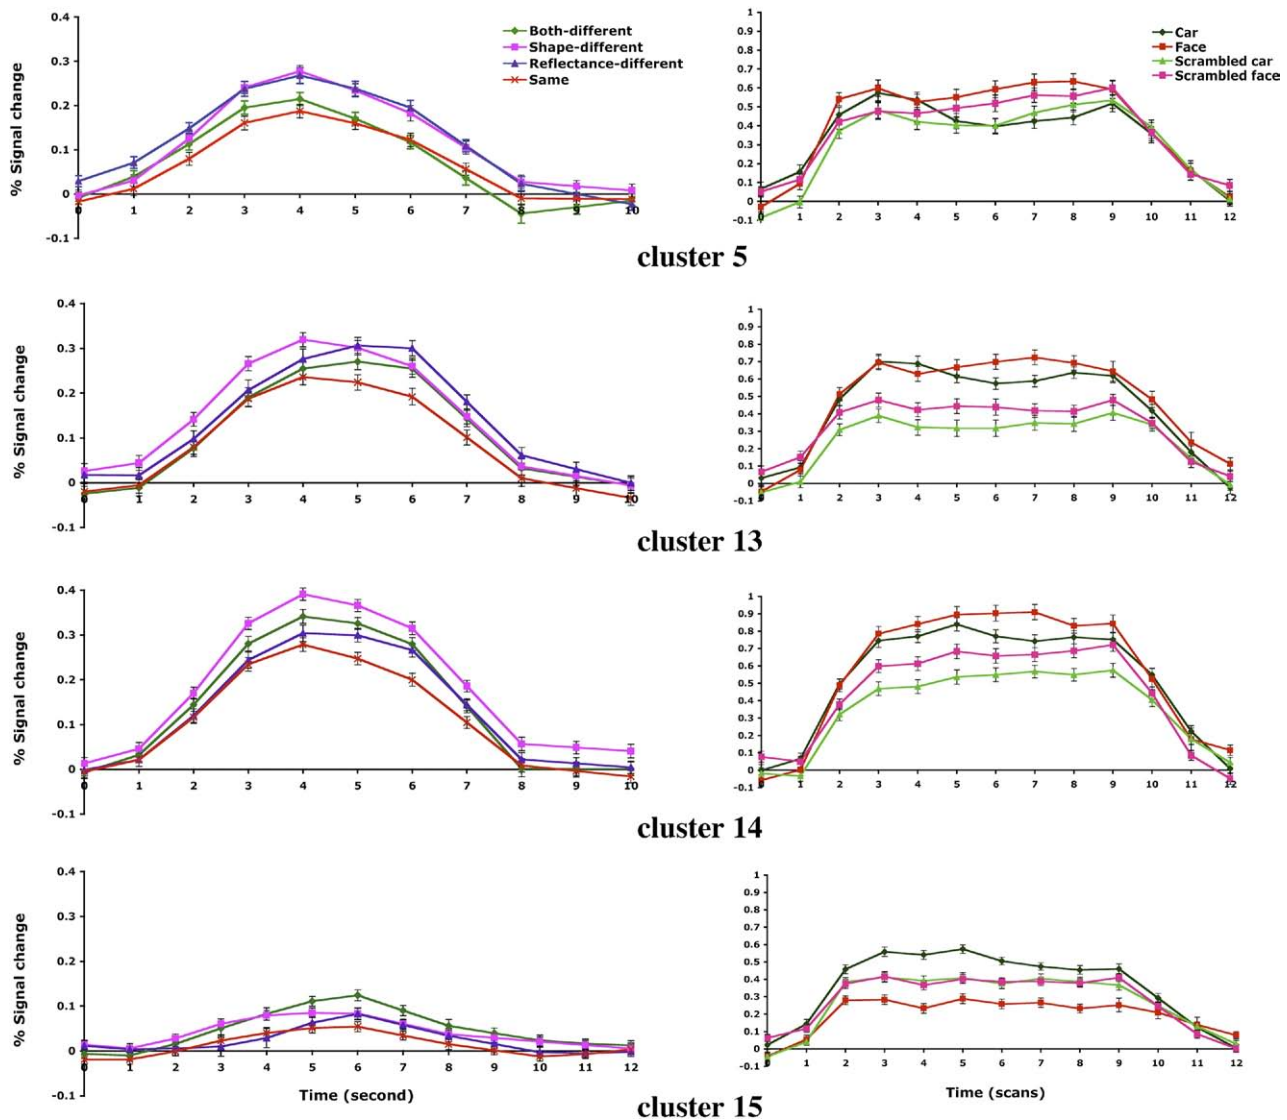 % Signal change
0.4
0.3
0.2
0.1
0
-0.1
0 1 2 3 4 5 6 7 8 9 10
Both-different
Shape-different
Reflectance-different
Same
1
0.9
0.8
0.7
0.6
0.5
0.4
0.3
0.2
0.1
0
-0.1
0 1 2 3 4 5 6 7 8 9 10 11 12
Car
Face
Scrambled car
Scrambled face
cluster 5
% Signal change
0.4
0.3
0.2
0.1
0
-0.1
0 1 2 3 4 5 6 7 8 9 10
1
0.9
0.8
0.7
0.6
0.5
0.4
0.3
0.2
0.1
0
-0.1
0 1 2 3 4 5 6 7 8 9 10 11 12
cluster 13
% Signal change
0.4
0.3
0.2
0.1
0
-0.1
0 1 2 3 4 5 6 7 8 9 10
1
0.9
0.8
0.7
0.6
0.5
0.4
0.3
0.2
0.1
0
-0.1
0 1 2 3 4 5 6 7 8 9 10 11 12
cluster 14
% Signal change
0.4
0.3
0.2
0.1
0
-0.1
0 1 2 3 4 5 6 7 8 9 10 11 12
Time (second)
1
0.9
0.8
0.7
0.6
0.5
0.4
0.3
0.2
0.1
0
-0.1
0 1 2 3 4 5 6 7 8 9 10 11 12
Time (scans)
cluster 15